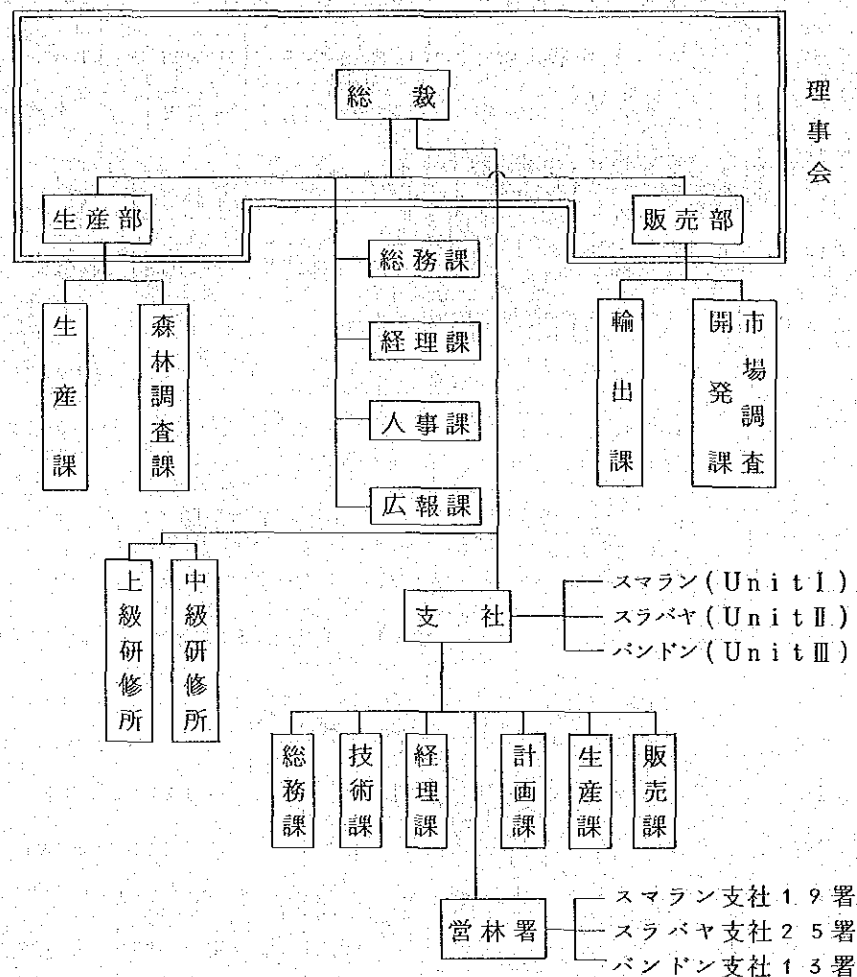 理事会
総裁
生産部
販売部
総務課
経理課
人事課
広報課
生産課
森林調査課
輸出課
市場調査
開発課
上級研修所
中級研修所
支社
スマラン(UnitⅠ)
スラバヤ(UnitⅡ)
バンドン(UnitⅢ)
総務課
技術課
経理課
計画課
生産課
販売課
営林署
スマラン支社19署
スラバヤ支社25署
バンドン支社13署